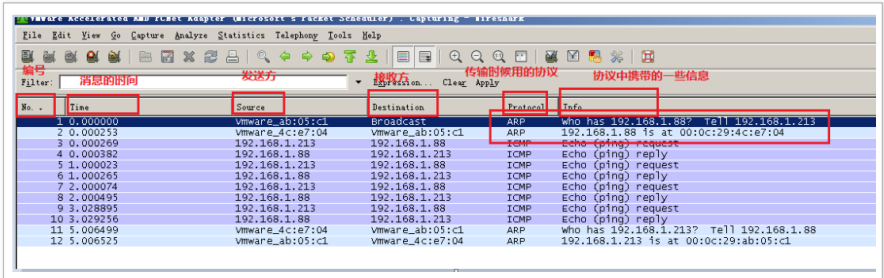 VMware Accelerated AMD PCNet Adapter (Microsoft's Packet Scheduler) : Capturing - Wireshark
File Edit View Go Capture Analyze Statistics Telephony Tools Help
编号 消息的时间 发送方 接收方 传输时候用的协议 协议中携带的一些信息
Filter: Expression... Clear Apply
No. . Time Source Destination Protocol Info
1 0.000000 Vmware_ab:05:c1 Broadcast ARP who has 192.168.1.88? Tell 192.168.1.213
2 0.000253 Vmware_4c:e7:04 Vmware_ab:05:c1 ARP 192.168.1.88 is at 00:0c:29:4c:e7:04
3 0.000269 192.168.1.213 192.168.1.88 ICMP Echo (ping) request
4 0.000382 192.168.1.88 192.168.1.213 ICMP Echo (ping) reply
5 1.000023 192.168.1.213 192.168.1.88 ICMP Echo (ping) request
6 1.000265 192.168.1.88 192.168.1.213 ICMP Echo (ping) reply
7 2.000074 192.168.1.213 192.168.1.88 ICMP Echo (ping) request
8 2.000495 192.168.1.88 192.168.1.213 ICMP Echo (ping) reply
9 3.028895 192.168.1.213 192.168.1.88 ICMP Echo (ping) request
10 3.029256 192.168.1.88 192.168.1.213 ICMP Echo (ping) reply
11 5.006499 Vmware_4c:e7:04 Vmware_ab:05:c1 ARP who has 192.168.1.213? Tell 192.168.1.88
12 5.006525 Vmware_ab:05:c1 Vmware_4c:e7:04 ARP 192.168.1.213 is at 00:0c:29:ab:05:c1